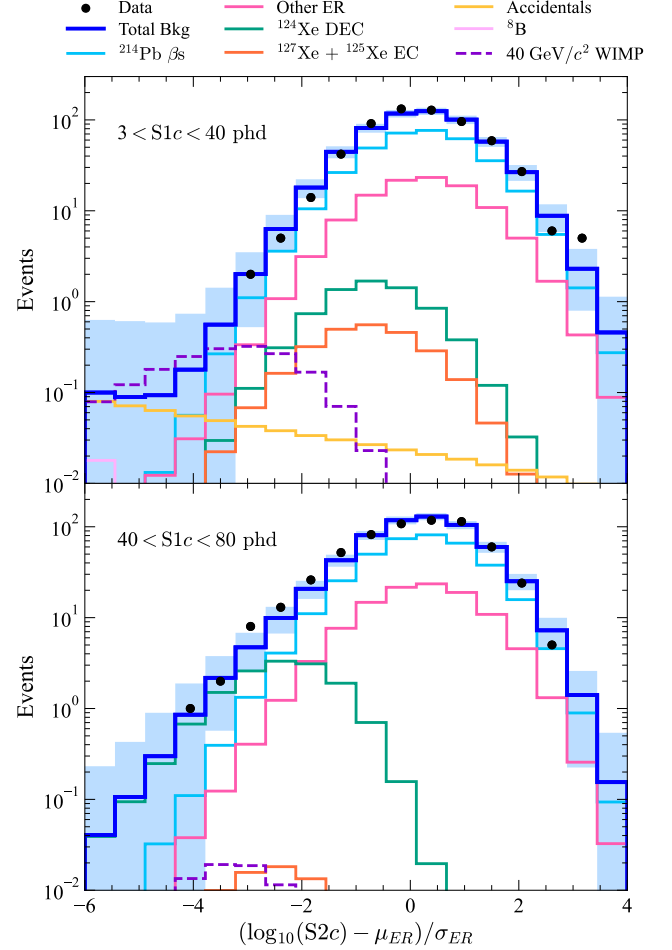 Data Other ER Accidentals
Total Bkg ¹²⁴Xe DEC ⁸B
²¹⁴Pb βs ¹²⁷Xe + ¹²⁵Xe EC 40 GeV/c² WIMP
3 < S1c < 40 phd
10²
10¹
10⁰
10⁻¹
10⁻²
Events
40 < S1c < 80 phd
10²
10¹
10⁰
10⁻¹
10⁻²
Events
−6 −4 −2 0 2 4
(log₁₀(S2c) − μ_ER)/σ_ER